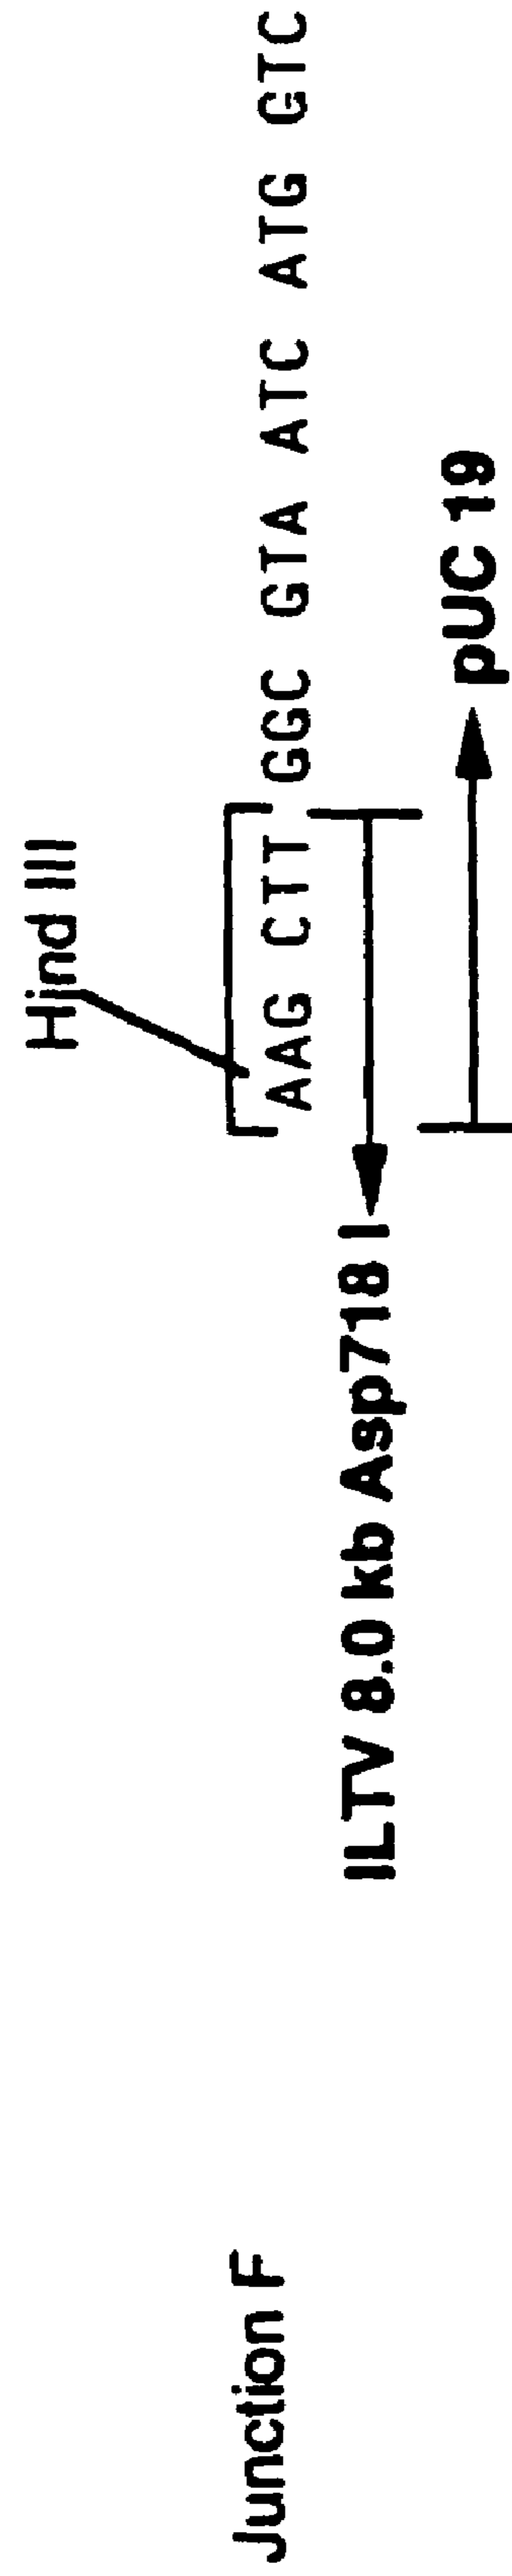 Hind III
Junction F
AAG CTT GGC GTA ATC ATG GTC
ILTV 8.0 kb Asp718 I
pUC 19